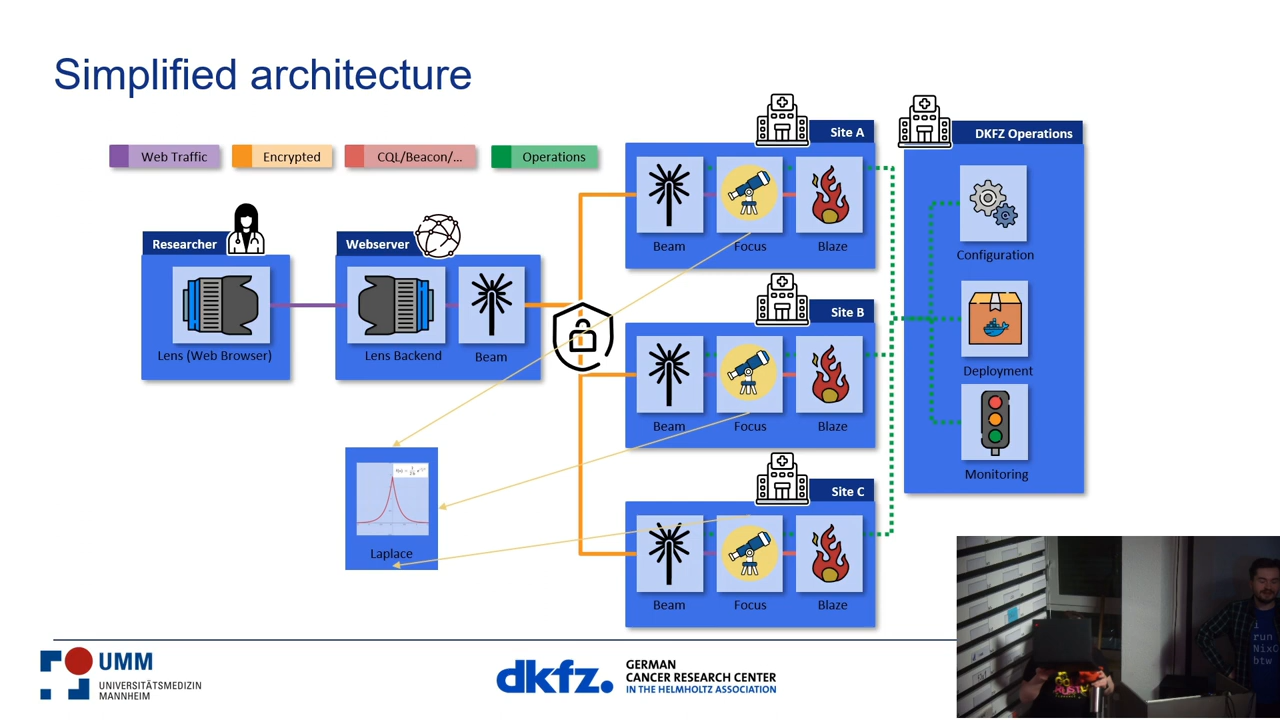 Simplified architecture
Web Traffic
Encrypted
CQL/Beacon/...
Operations
Researcher
Lens (Web Browser)
Webserver
Lens Backend
Beam
Site A
Beam
Focus
Blaze
Site B
Beam
Focus
Blaze
Site C
Beam
Focus
Blaze
DKFZ Operations
Configuration
Deployment
Monitoring
Laplace
UMM
UNIVERSITÄTSMEDIZIN
MANNHEIM
dkfz.
GERMAN
CANCER RESEARCH CENTER
IN THE HELMHOLTZ ASSOCIATION
i
run
btw